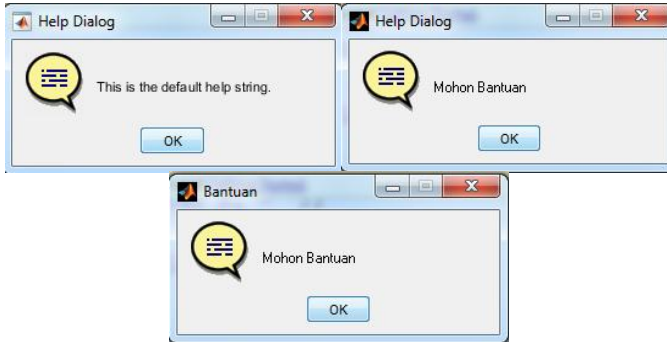 Help Dialog
This is the default help string.
OK
Help Dialog
Mohon Bantuan
OK
Bantuan
Mohon Bantuan
OK